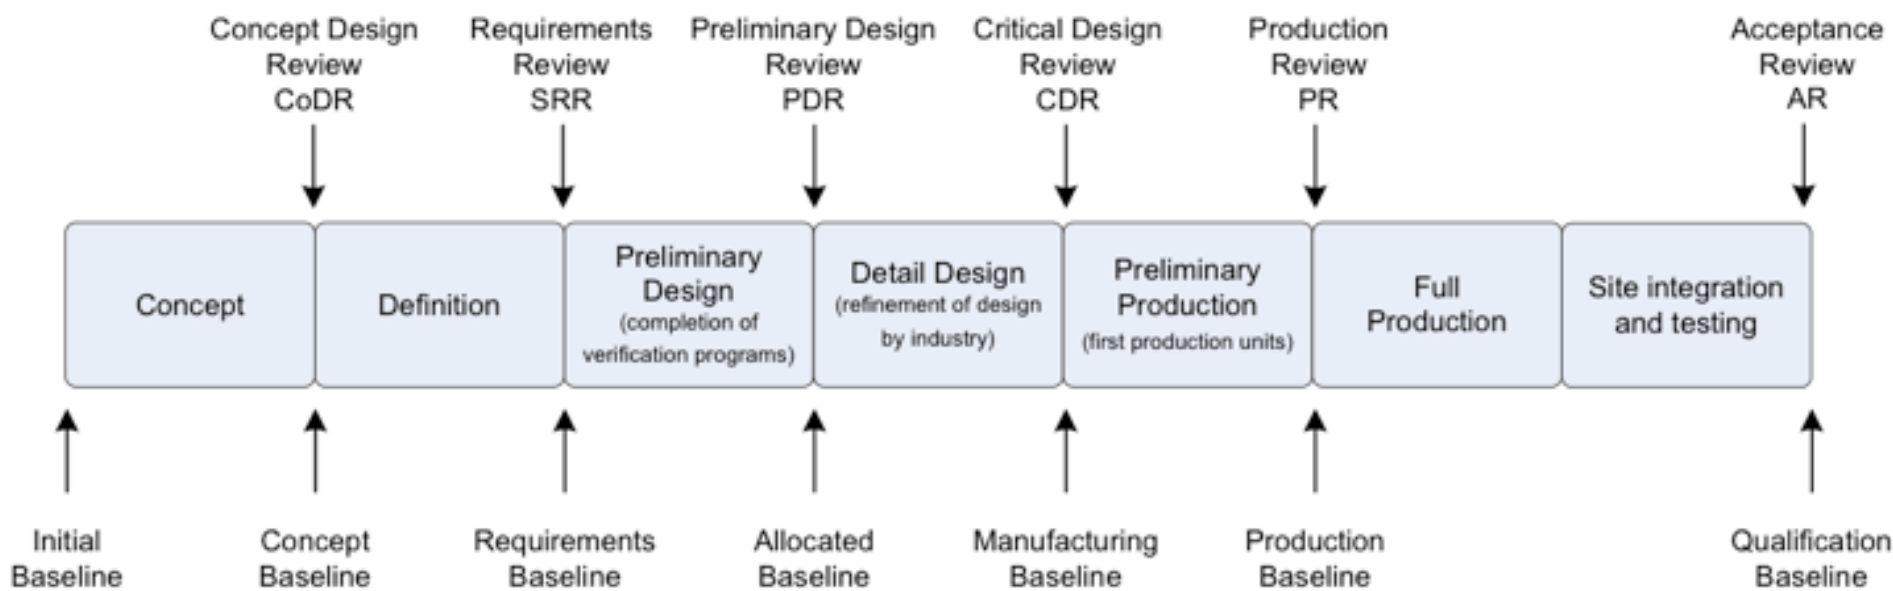 Concept Design
Review
CoDR
Requirements
Review
SRR
Preliminary Design
Review
PDR
Critical Design
Review
CDR
Production
Review
PR
Acceptance
Review
AR
Concept
Definition
Preliminary
Design
(completion of
verification programs)
Detail Design
(refinement of design
by industry)
Preliminary
Production
(first production units)
Full
Production
Site integration
and testing
Initial
Baseline
Concept
Baseline
Requirements
Baseline
Allocated
Baseline
Manufacturing
Baseline
Production
Baseline
Qualification
Baseline